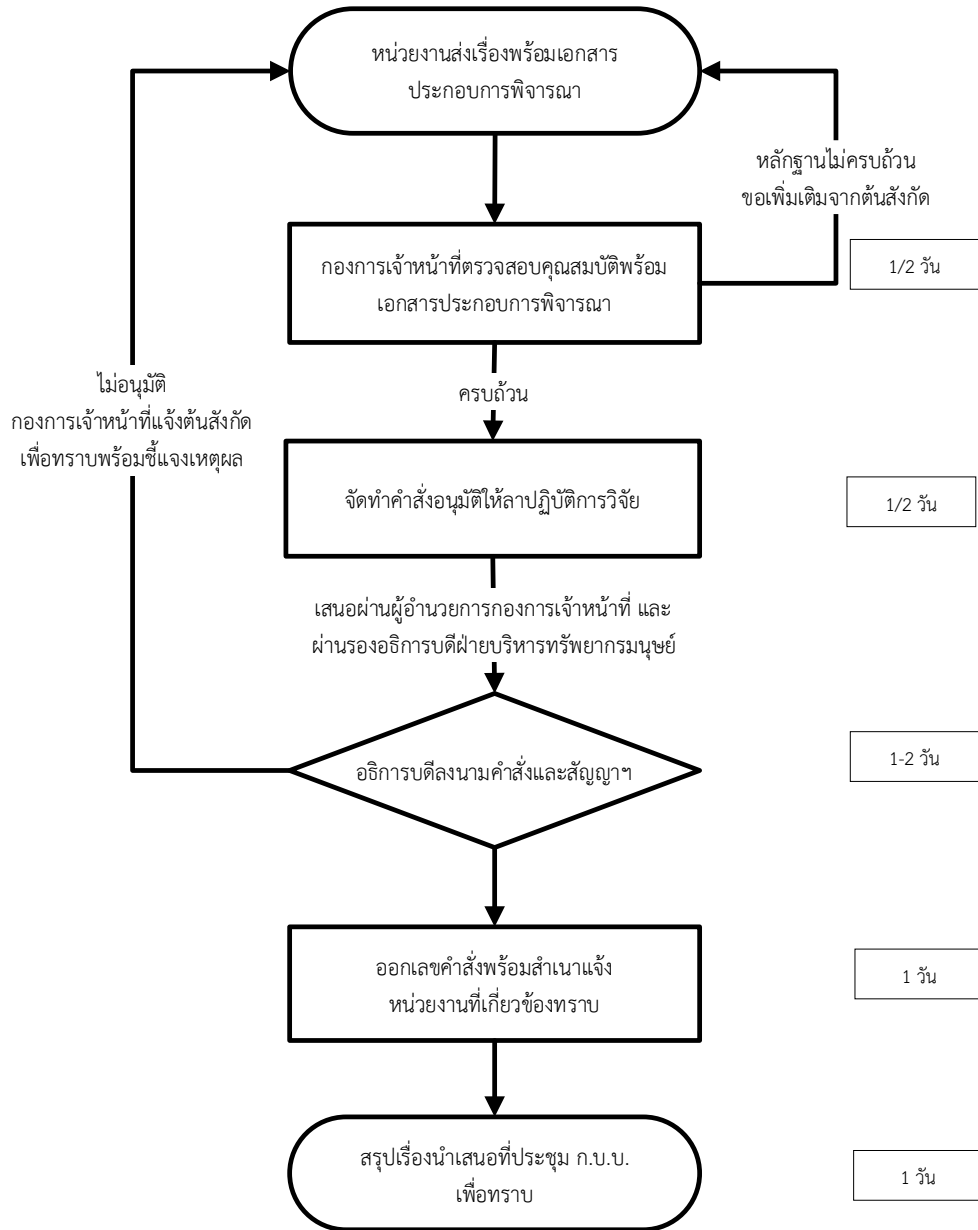 หน่วยงานส่งเรื่องพร้อมเอกสาร
ประกอบการพิจารณา
หลักฐานไม่ครบถ้วน
ขอเพิ่มเติมจากต้นสังกัด
กองการเจ้าหน้าที่ตรวจสอบคุณสมบัติพร้อม
เอกสารประกอบการพิจารณา
1/2 วัน
ไม่อนุมัติ
กองการเจ้าหน้าที่แจ้งต้นสังกัด
เพื่อทราบพร้อมชี้แจงเหตุผล
ครบถ้วน
จัดทำคำสั่งอนุมัติให้ลาปฏิบัติการวิจัย
1/2 วัน
เสนอผ่านผู้อำนวยการกองการเจ้าหน้าที่ และ
ผ่านรองอธิการบดีฝ่ายบริหารทรัพยากรมนุษย์
อธิการบดีลงนามคำสั่งและสัญญาฯ
1-2 วัน
ออกเลขคำสั่งพร้อมสำเนาแจ้ง
หน่วยงานที่เกี่ยวข้องทราบ
1 วัน
สรุปเรื่องนำเสนอที่ประชุม ก.บ.บ.
เพื่อทราบ
1 วัน